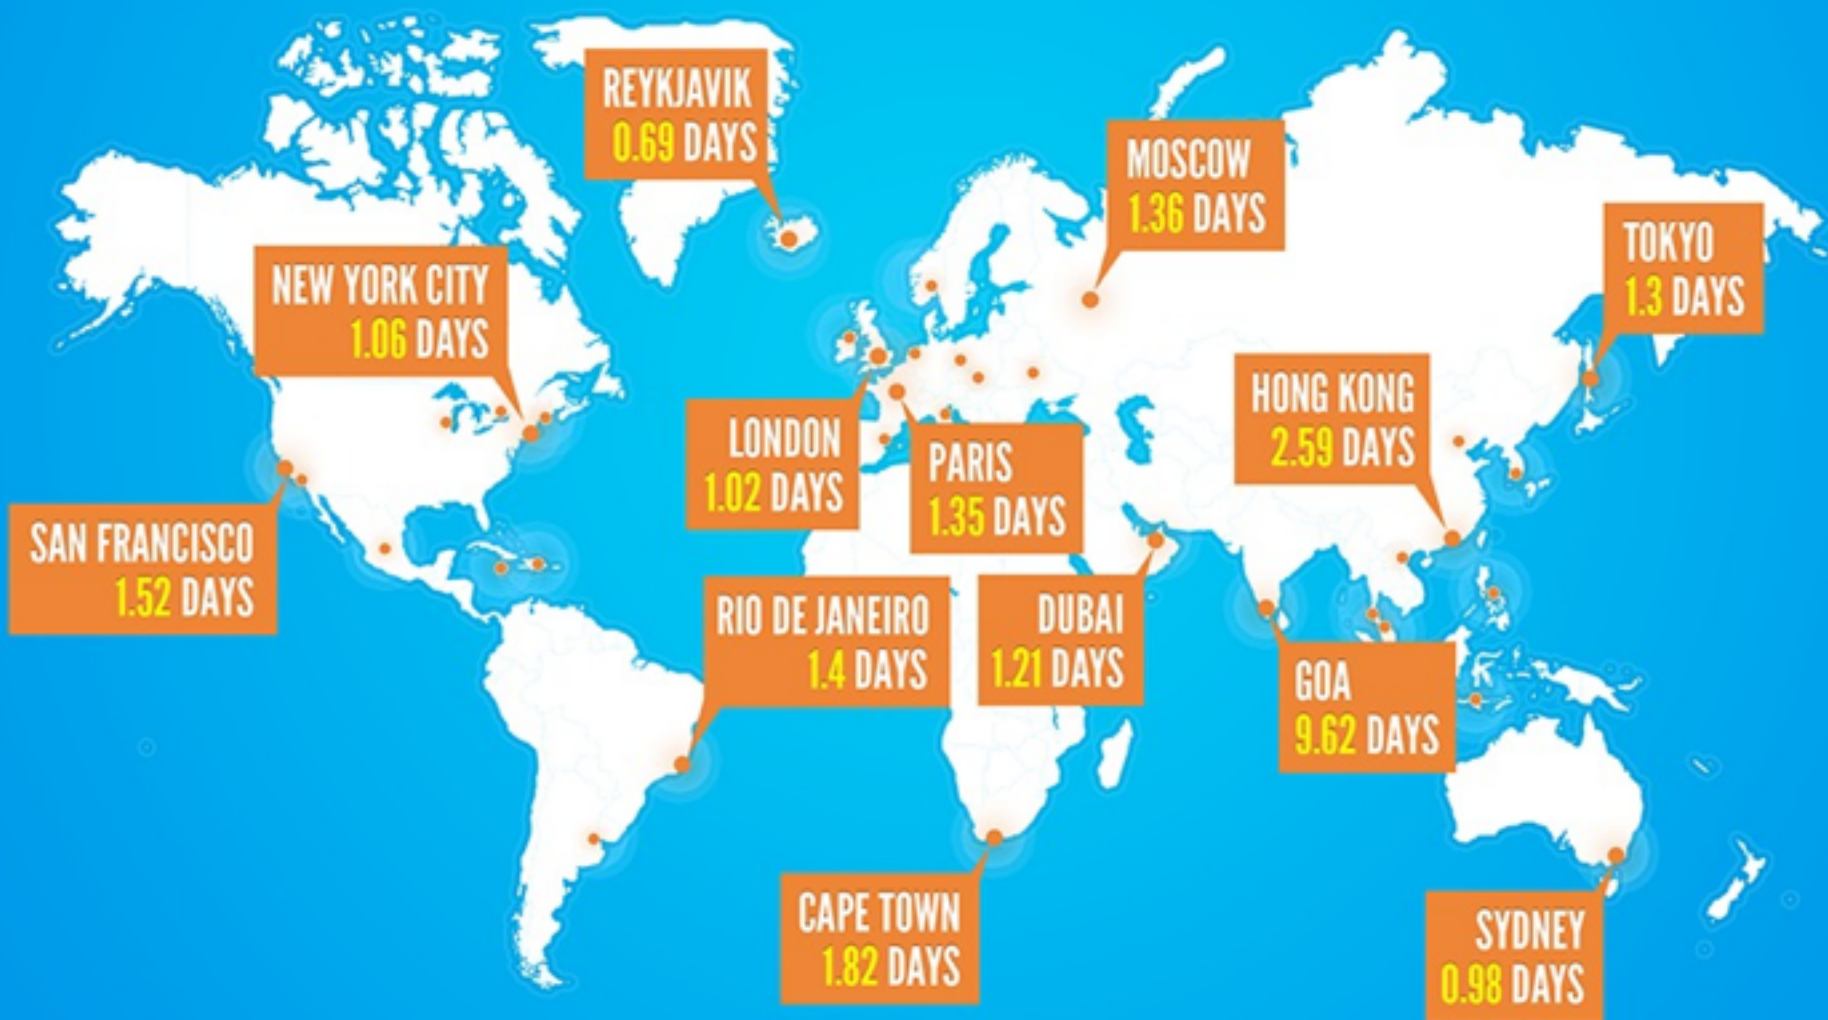 REYKJAVIK
0.69 DAYS
MOSCOW
1.36 DAYS
TOKYO
1.3 DAYS
NEW YORK CITY
1.06 DAYS
HONG KONG
2.59 DAYS
LONDON
1.02 DAYS
PARIS
1.35 DAYS
SAN FRANCISCO
1.52 DAYS
RIO DE JANEIRO
1.4 DAYS
DUBAI
1.21 DAYS
GOA
9.62 DAYS
CAPE TOWN
1.82 DAYS
SYDNEY
0.98 DAYS